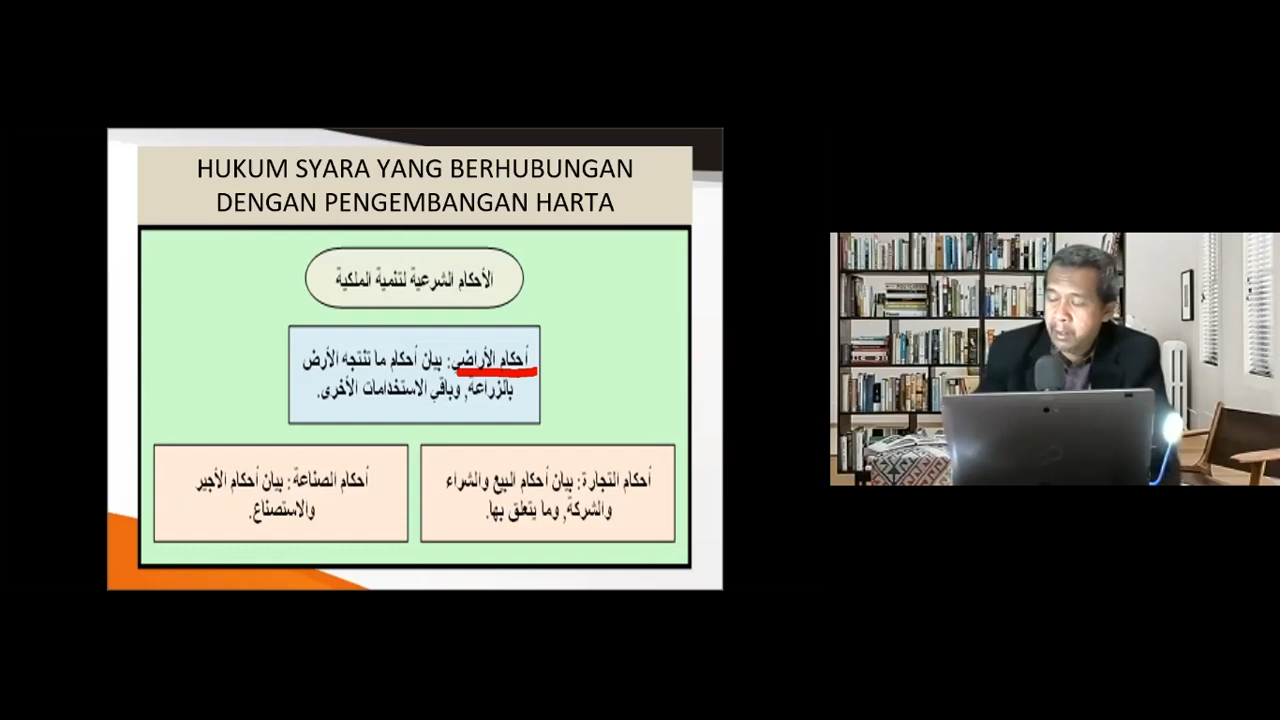 HUKUM SYARA YANG BERHUBUNGAN
DENGAN PENGEMBANGAN HARTA
الأحكام الشرعية لتنمية الملكية
أحكام الأراضي: بيان أحكام ما تنتجه الأرض
بالزراعة, وباقي الاستخدامات الأخرى.
أحكام التجارة: بيان أحكام البيع والشراء
والشركة, وما يتعلق بها.
أحكام الصناعة: بيان أحكام الأجير
والاستصناع.